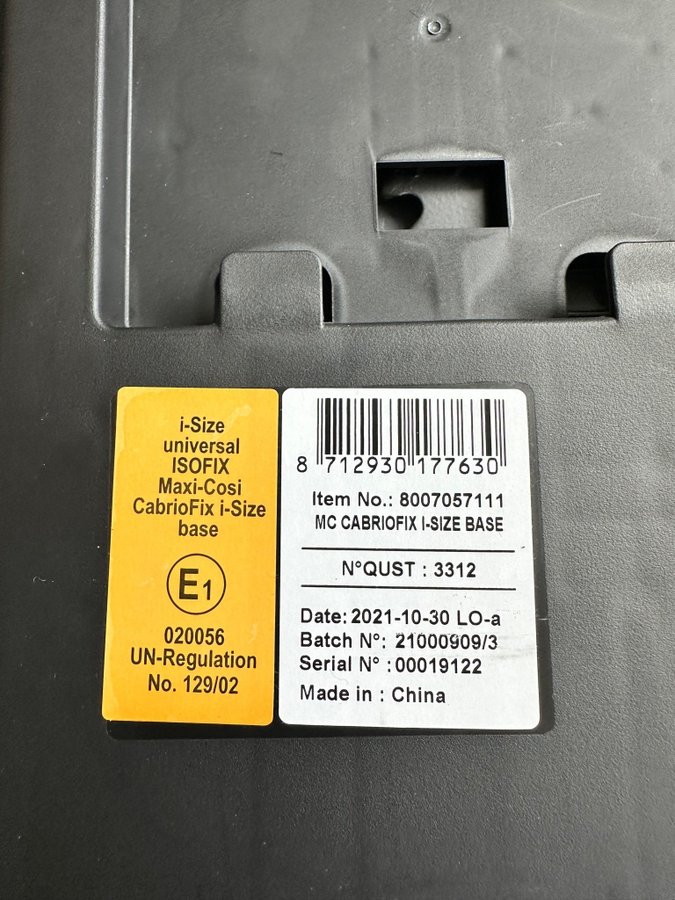 i-Size
universal
ISOFIX
Maxi-Cosi
CabrioFix i-Size
base
E1
020056
UN-Regulation
No. 129/02
8 712930 177630
Item No.: 8007057111
MC CABRIOFIX I-SIZE BASE
N°QUST : 3312
Date: 2021-10-30 LO-a
Batch N°: 21000909/3
Serial N° :00019122
Made in : China